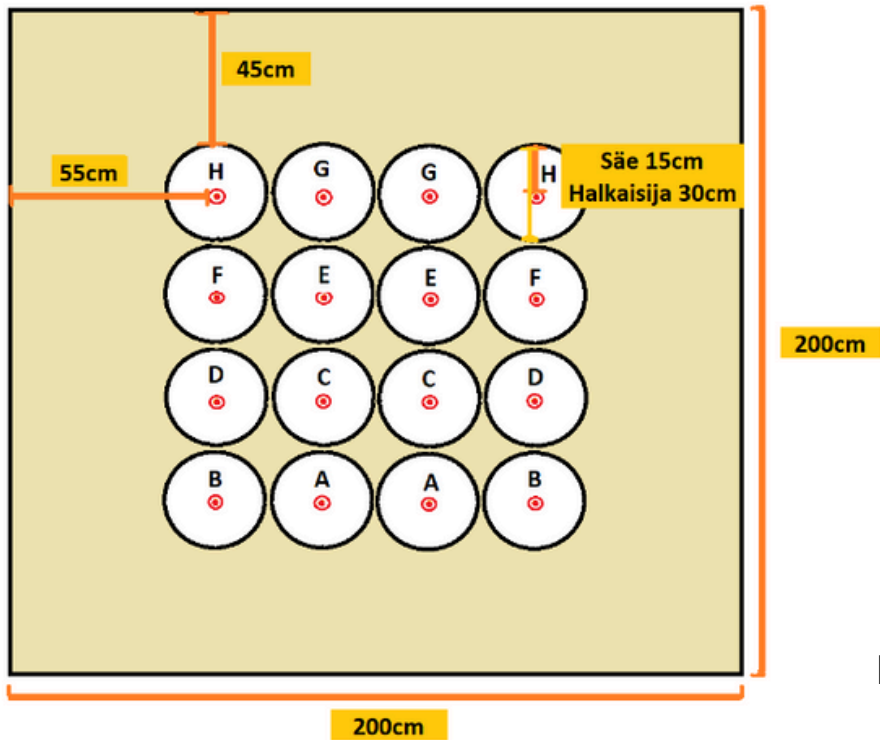 45cm
55cm
H G G H
Säe 15cm
Halkaisija 30cm
F E E F
200cm
D C C D
B A A B
200cm